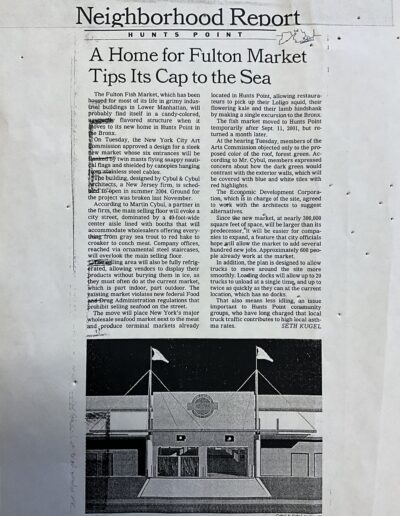 Neighborhood Report
HUNTS POINT
A Home for Fulton Market
Tips Its Cap to the Sea
The Fulton Fish Market, which has been
housed for most of its life in grimy indus-
trial buildings in Lower Manhattan, will
probably find itself in a candy-colored,
flavored structure when it
moves to its new home in Hunts Point in
the Bronx.
On Tuesday, the New York City Art
Commission approved a design for a sleek
new market whose six entrances will be
flanked by twin masts flying snappy nauti-
cal flags and shielded by canopies hanging
from stainless steel cables.
The building, designed by Cybul & Cybul
Architects, a New Jersey firm, is sched-
uled to open in summer 2004. Ground for
the project was broken last November.
According to Martin Cybul, a partner in
the firm, the main selling floor will evoke a
city street, dominated by a 40-foot-wide
center aisle lined with booths that will
accommodate wholesalers offering every-
thing from gray sea trout to red hake to
croaker to conch meat. Company offices,
reached via ornamental steel staircases,
will overlook the main selling floor.
The selling area will also be fully refrig-
erated, allowing vendors to display their
products without burying them in ice, as
they must often do at the current market,
which is part indoor, part outdoor. The
existing market violates new federal Food
and Drug Administration regulations that
prohibit selling seafood on the street.
The move will place New York's major
wholesale seafood market next to the meat
and produce terminal markets already
located in Hunts Point, allowing restaura-
teurs to pick up their Loligo squid, their
flowering kale and their lamb hindshank
by making a single excursion to the Bronx.
The fish market moved to Hunts Point
temporarily after Sept. 11, 2001, but re-
turned a month later.
At the hearing Tuesday, members of the
Arts Commission objected only to the pro-
posed color of the roof, forest green. Ac-
cording to Mr. Cybul, members expressed
concern about how the dark green would
contrast with the exterior walls, which will
be covered with blue and white tiles with
red highlights.
The Economic Development Corpora-
tion, which is in charge of the site, agreed
to work with the architects to suggest
alternatives.
Since the new market, at nearly 300,000
square feet of space, will be larger than its
predecessor, it will be easier for compa-
nies to expand, a feature that city officials
hope will allow the market to add several
hundred new jobs. Approximately 600 peo-
ple already work at the market.
In addition, the plan is designed to allow
trucks to move around the site more
smoothly. Loading docks will allow up to 20
trucks to unload at a single time, and up to
twice as quickly as they can at the current
location, which has no docks.
That also means less idling, an issue
important to Hunts Point community
groups, who have long charged that local
truck traffic contributes to high local asth-
ma rates. SETH KUGEL